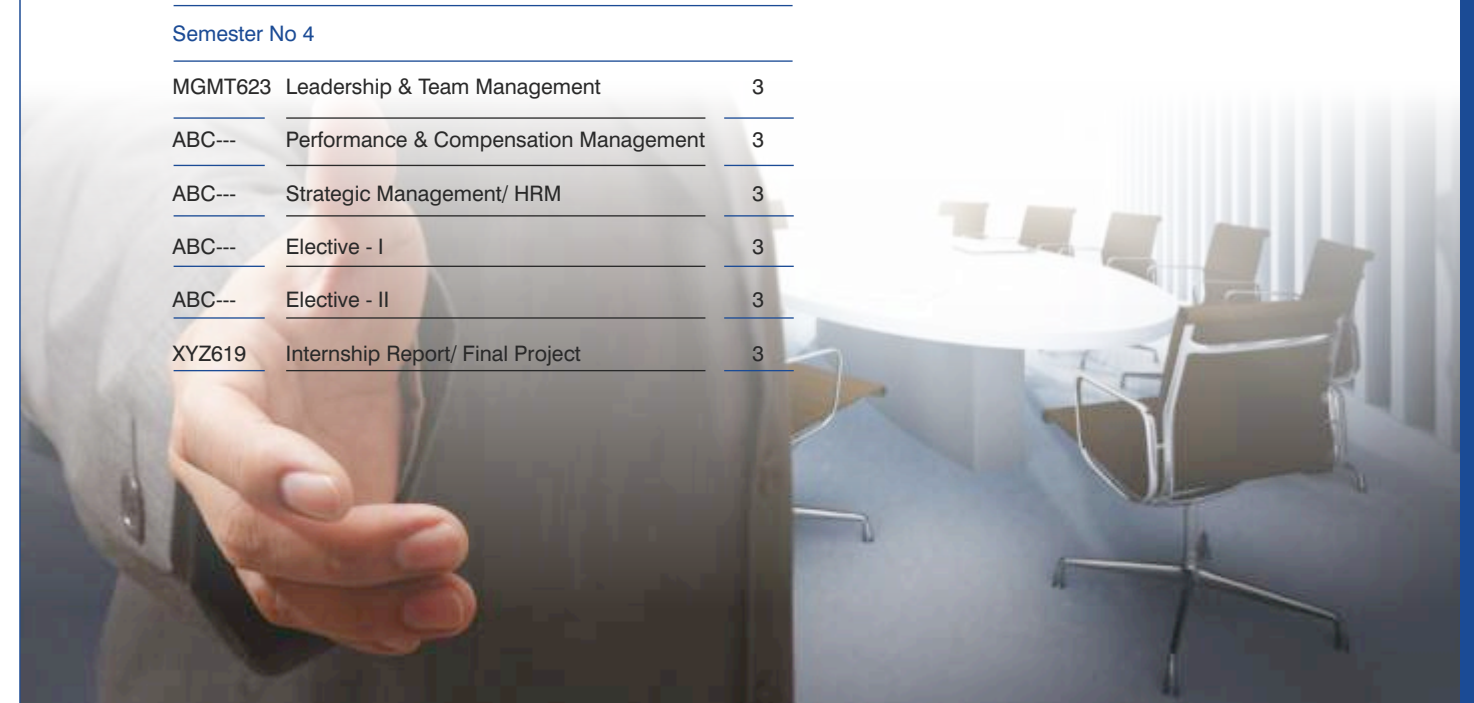 Semester No 4
MGMT623 Leadership & Team Management 3
ABC--- Performance & Compensation Management 3
ABC--- Strategic Management/ HRM 3
ABC--- Elective - I 3
ABC--- Elective - II 3
XYZ619 Internship Report/ Final Project 3